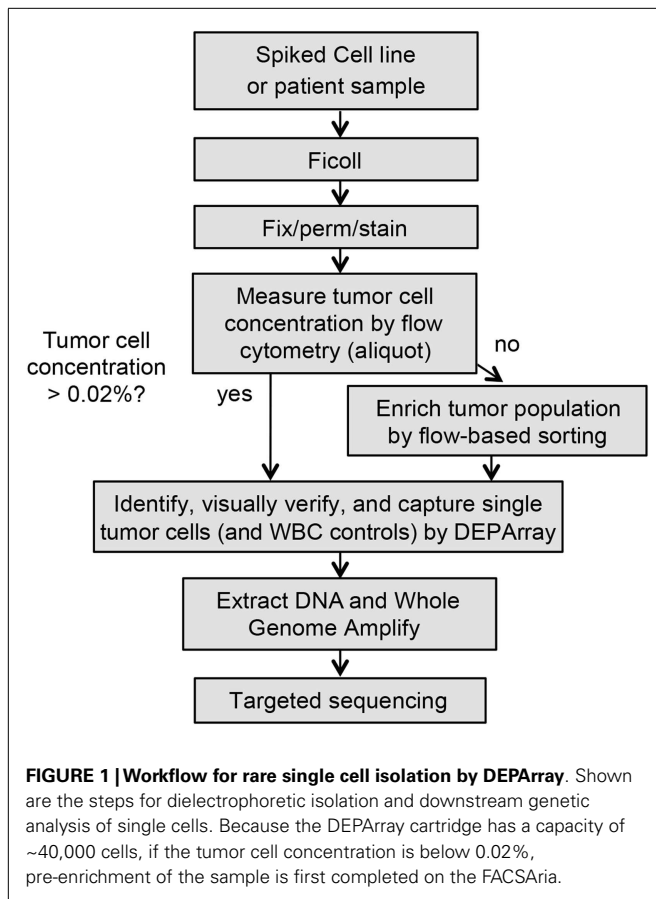 Spiked Cell line
or patient sample
Ficoll
Fix/perm/stain
Measure tumor cell
concentration by flow
cytometry (aliquot)
Tumor cell
concentration
> 0.02%?
yes
no
Enrich tumor population
by flow-based sorting
Identify, visually verify, and capture single
tumor cells (and WBC controls) by DEPArray
Extract DNA and Whole
Genome Amplify
Targeted sequencing
FIGURE 1 | Workflow for rare single cell isolation by DEPArray. Shown
are the steps for dielectrophoretic isolation and downstream genetic
analysis of single cells. Because the DEPArray cartridge has a capacity of
~40,000 cells, if the tumor cell concentration is below 0.02%,
pre-enrichment of the sample is first completed on the FACSAria.